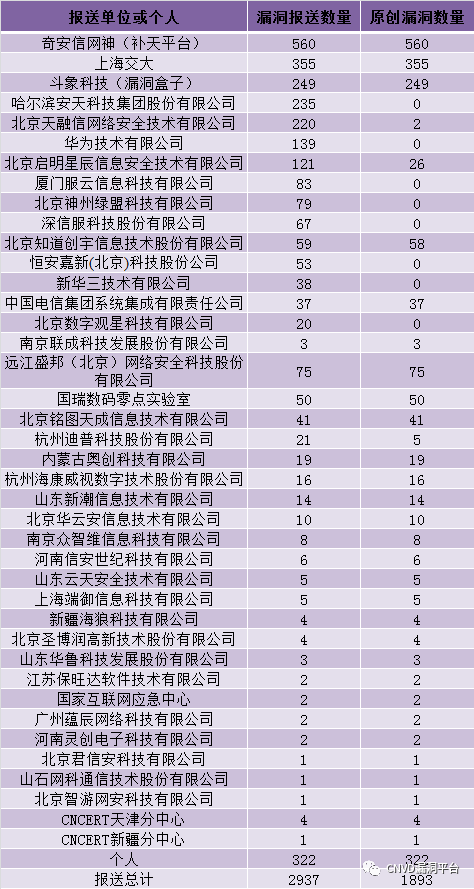 报送单位或个人 漏洞报送数量 原创漏洞数量
奇安信网神（补天平台） 560 560
上海交大 355 355
斗象科技（漏洞盒子） 249 249
哈尔滨安天科技集团股份有限公司 235 0
北京天融信网络安全技术有限公司 220 2
华为技术有限公司 139 0
北京启明星辰信息安全技术有限公司 121 26
厦门服云信息科技有限公司 83 0
北京神州绿盟科技有限公司 79 0
深信服科技股份有限公司 67 0
北京知道创宇信息技术股份有限公司 59 58
恒安嘉新(北京)科技股份公司 53 0
新华三技术有限公司 38 0
中国电信集团系统集成有限责任公司 37 37
北京数字观星科技有限公司 20 0
南京联成科技发展股份有限公司 3 3
远江盛邦（北京）网络安全科技股份
有限公司 75 75
国瑞数码零点实验室 50 50
北京铭图天成信息技术有限公司 41 41
杭州迪普科技股份有限公司 21 5
内蒙古奥创科技有限公司 19 19
杭州海康威视数字技术股份有限公司 16 16
山东新潮信息技术有限公司 14 14
北京华云安信息技术有限公司 10 10
南京众智维信息科技有限公司 8 8
河南信安世纪科技有限公司 6 6
山东云天安全技术有限公司 5 5
上海端御信息科技有限公司 5 5
新疆海狼科技有限公司 4 4
北京圣博润高新技术股份有限公司 4 4
山东华鲁科技发展股份有限公司 3 3
江苏保旺达软件技术有限公司 2 2
国家互联网应急中心 2 2
广州蕴辰网络科技有限公司 2 2
河南灵创电子科技有限公司 2 2
北京君信安科技有限公司 1 1
山石网科通信技术股份有限公司 1 1
北京智游网安科技有限公司 1 1
CNCERT天津分中心 4 4
CNCERT新疆分中心 1 1
个人 322 322
报送总计 2937 1893
CNVD漏洞平台